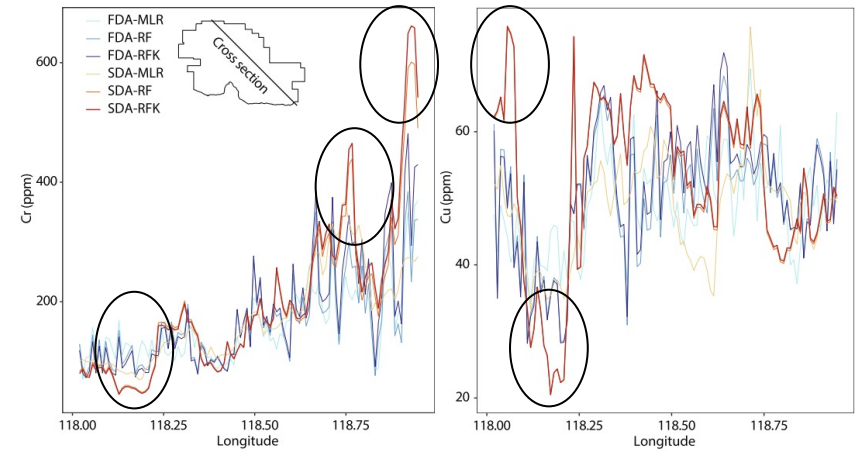 FDA-MLR
FDA-RF
FDA-RFK
SDA-MLR
SDA-RF
SDA-RFK
Cross section
Cr (ppm)
600
400
200
118.00 118.25 118.50 118.75
Longitude
Cu (ppm)
60
40
20
118.00 118.25 118.50 118.75
Longitude